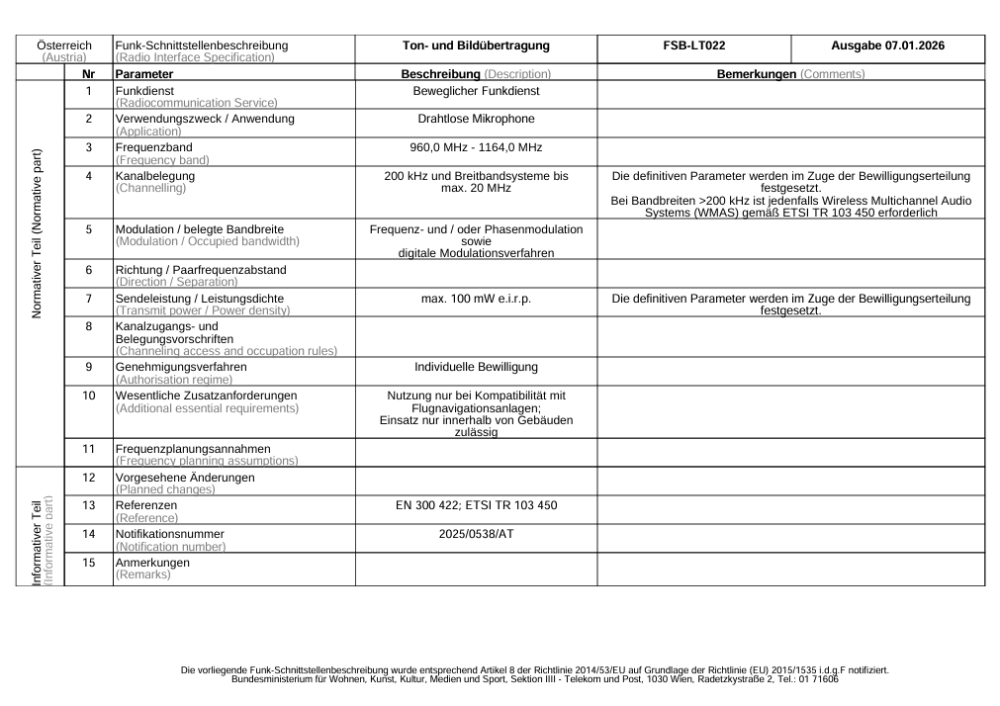 Österreich
(Austria)
Funk-Schnittstellenbeschreibung
(Radio Interface Specification)
Ton- und Bildübertragung
FSB-LT022
Ausgabe 07.01.2026
Nr
Parameter
Beschreibung (Description)
Bemerkungen (Comments)
Normativer Teil (Normative part)
1
Funkdienst
(Radiocommunication Service)
Beweglicher Funkdienst
2
Verwendungszweck / Anwendung
(Application)
Drahtlose Mikrophone
3
Frequenzband
(Frequency band)
960,0 MHz - 1164,0 MHz
4
Kanalbelegung
(Channelling)
200 kHz und Breitbandsysteme bis
max. 20 MHz
Die definitiven Parameter werden im Zuge der Bewilligungserteilung
festgesetzt.
Bei Bandbreiten >200 kHz ist jedenfalls Wireless Multichannel Audio
Systems (WMAS) gemäß ETSI TR 103 450 erforderlich
5
Modulation / belegte Bandbreite
(Modulation / Occupied bandwidth)
Frequenz- und / oder Phasenmodulation
sowie
digitale Modulationsverfahren
6
Richtung / Paarfrequenzabstand
(Direction / Separation)
7
Sendeleistung / Leistungsdichte
(Transmit power / Power density)
max. 100 mW e.i.r.p.
Die definitiven Parameter werden im Zuge der Bewilligungserteilung
festgesetzt.
8
Kanalzugangs- und
Belegungsvorschriften
(Channeling access and occupation rules)
9
Genehmigungsverfahren
(Authorisation regime)
Individuelle Bewilligung
10
Wesentliche Zusatzanforderungen
(Additional essential requirements)
Nutzung nur bei Kompatibilität mit
Flugnavigationsanlagen;
Einsatz nur innerhalb von Gebäuden
zulässig
11
Frequenzplanungsannahmen
(Frequency planning assumptions)
Informativer Teil
(Informative part)
12
Vorgesehene Änderungen
(Planned changes)
13
Referenzen
(Reference)
EN 300 422; ETSI TR 103 450
14
Notifikationsnummer
(Notification number)
2025/0538/AT
15
Anmerkungen
(Remarks)
Die vorliegende Funk-Schnittstellenbeschreibung wurde entsprechend Artikel 8 der Richtlinie 2014/53/EU auf Grundlage der Richtlinie (EU) 2015/1535 i.d.g.F notifiziert.
Bundesministerium für Wohnen, Kunst, Kultur, Medien und Sport, Sektion IIII - Telekom und Post, 1030 Wien, Radetzkystraße 2, Tel.: 01 71606